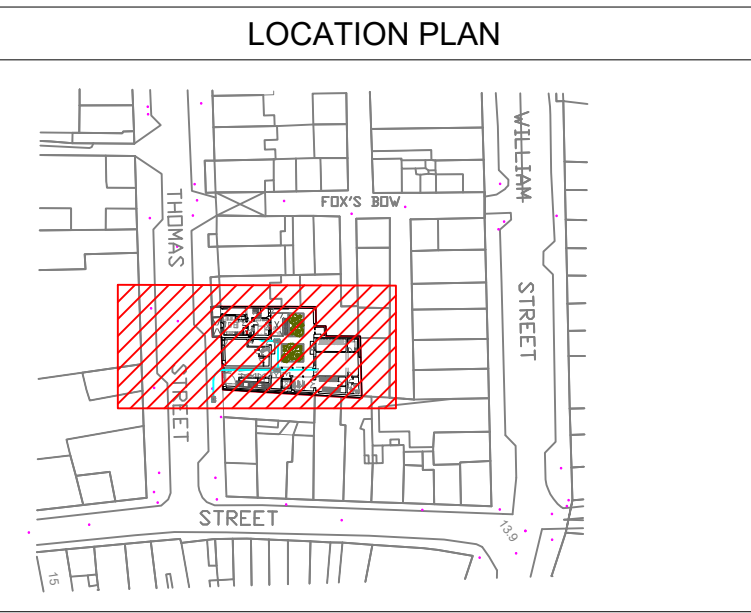 LOCATION PLAN
WILLIAM
THOMAS
FOX'S BOW
STREET
STREET
STREET
13.9
15